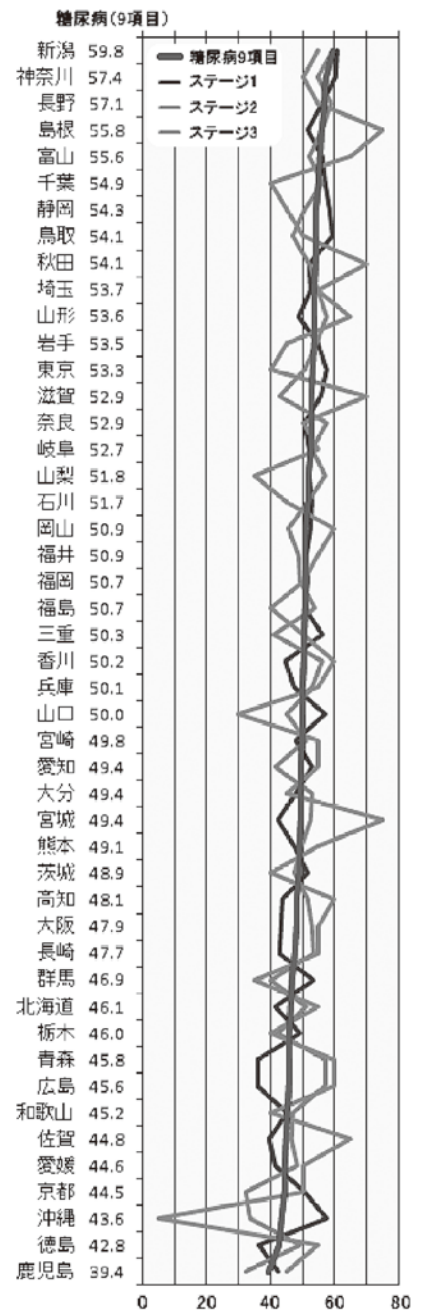 糖尿病(9項目)
糖尿病9項目
ステージ1
ステージ2
ステージ3
新潟 59.8
神奈川 57.4
長野 57.1
島根 55.8
富山 55.6
千葉 54.9
静岡 54.3
鳥取 54.1
秋田 54.1
埼玉 53.7
山形 53.6
岩手 53.5
東京 53.3
滋賀 52.9
奈良 52.9
岐阜 52.7
山梨 51.8
石川 51.7
岡山 50.9
福井 50.9
福岡 50.7
福島 50.7
三重 50.3
香川 50.2
兵庫 50.1
山口 50.0
宮崎 49.8
愛知 49.4
大分 49.4
宮城 49.4
熊本 49.1
茨城 48.9
高知 48.1
大阪 47.9
長崎 47.7
群馬 46.9
北海道 46.1
栃木 46.0
青森 45.8
広島 45.6
和歌山 45.2
佐賀 44.8
愛媛 44.6
京都 44.5
沖縄 43.6
徳島 42.8
鹿児島 39.4
0 20 40 60 80